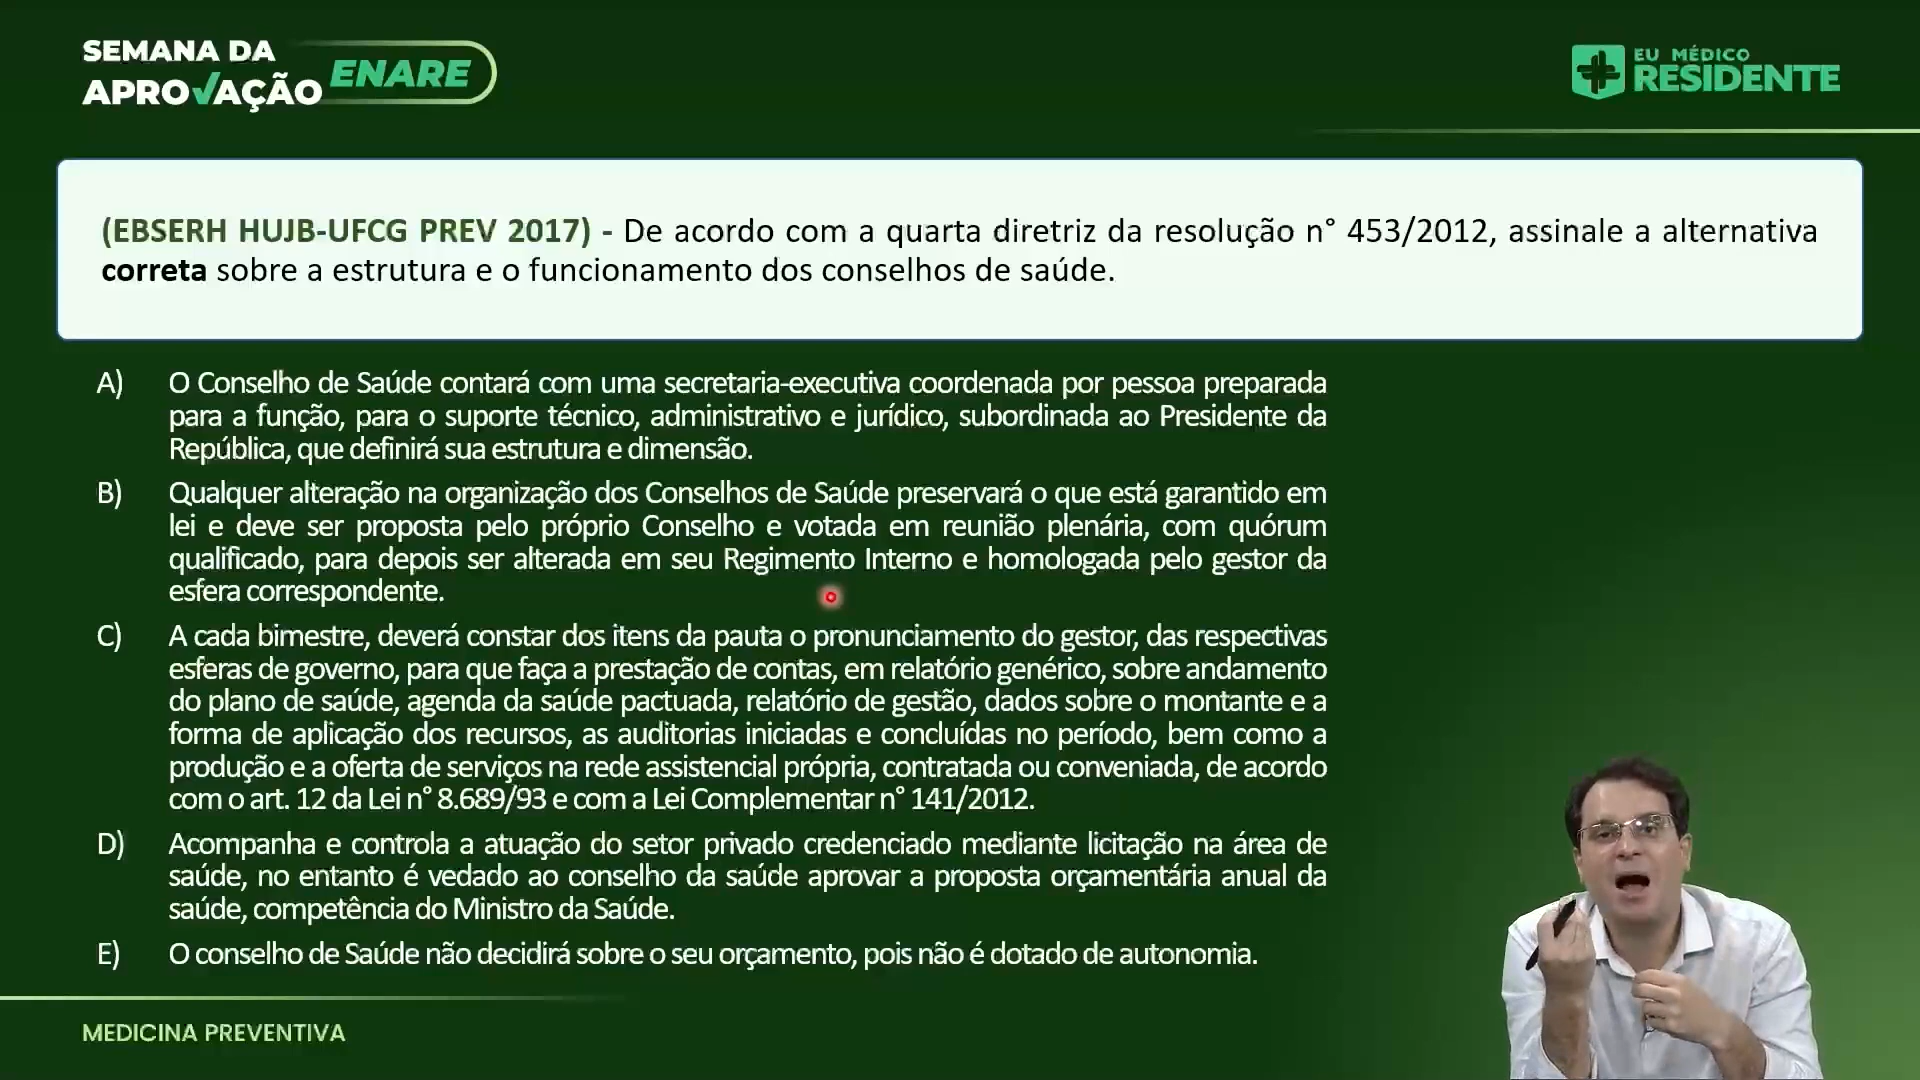 SEMANA DA
APROVAÇÃO ENARE
EU MÉDICO
RESIDENTE
(EBSERH HUJB-UFCG PREV 2017) - De acordo com a quarta diretriz da resolução n° 453/2012, assinale a alternativa
correta sobre a estrutura e o funcionamento dos conselhos de saúde.
A) O Conselho de Saúde contará com uma secretaria-executiva coordenada por pessoa preparada
para a função, para o suporte técnico, administrativo e jurídico, subordinada ao Presidente da
República, que definirá sua estrutura e dimensão.
B) Qualquer alteração na organização dos Conselhos de Saúde preservará o que está garantido em
lei e deve ser proposta pelo próprio Conselho e votada em reunião plenária, com quórum
qualificado, para depois ser alterada em seu Regimento Interno e homologada pelo gestor da
esfera correspondente.
C) A cada bimestre, deverá constar dos itens da pauta o pronunciamento do gestor, das respectivas
esferas de governo, para que faça a prestação de contas, em relatório genérico, sobre andamento
do plano de saúde, agenda da saúde pactuada, relatório de gestão, dados sobre o montante e a
forma de aplicação dos recursos, as auditorias iniciadas e concluídas no período, bem como a
produção e a oferta de serviços na rede assistencial própria, contratada ou conveniada, de acordo
com o art. 12 da Lei n° 8.689/93 e com a Lei Complementar n° 141/2012.
D) Acompanha e controla a atuação do setor privado credenciado mediante licitação na área de
saúde, no entanto é vedado ao conselho da saúde aprovar a proposta orçamentária anual da
saúde, competência do Ministro da Saúde.
E) O conselho de Saúde não decidirá sobre o seu orçamento, pois não é dotado de autonomia.
MEDICINA PREVENTIVA